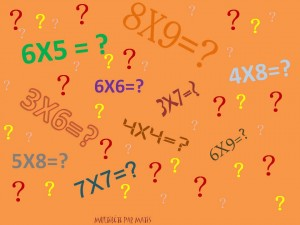 8X9=?
6X5 = ?
4X8=?
6X6=?
3X7=?
3X6=?
4X4=?
6X9=?
5X8=?
7X7=?